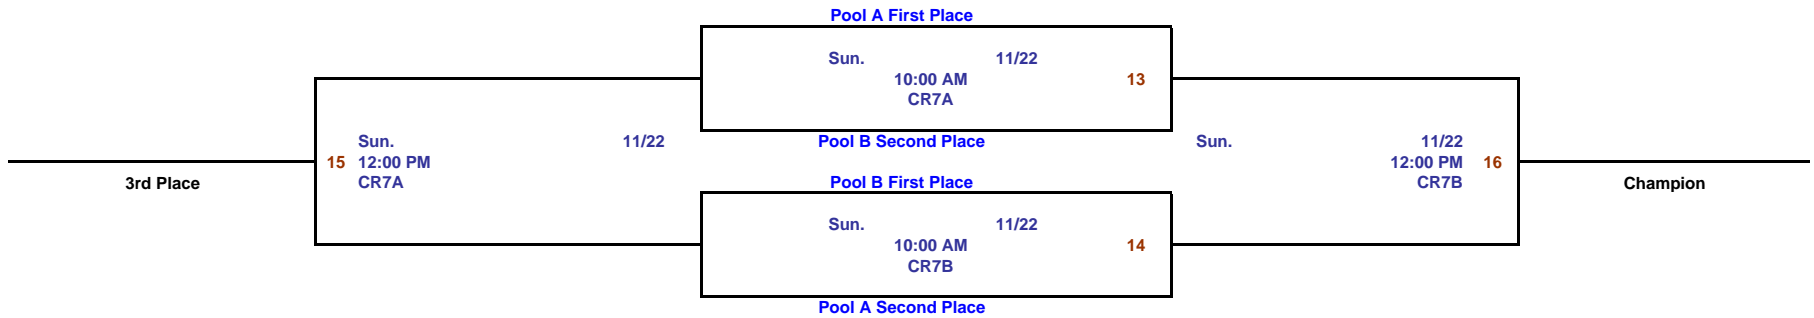 Pool A First Place
Sun. 11/22
10:00 AM 13
CR7A
Sun. 11/22
Pool B Second Place
Sun. 11/22
15 12:00 PM
12:00 PM 16
3rd Place
CR7A
Pool B First Place
CR7B
Champion
Sun. 11/22
10:00 AM 14
CR7B
Pool A Second Place